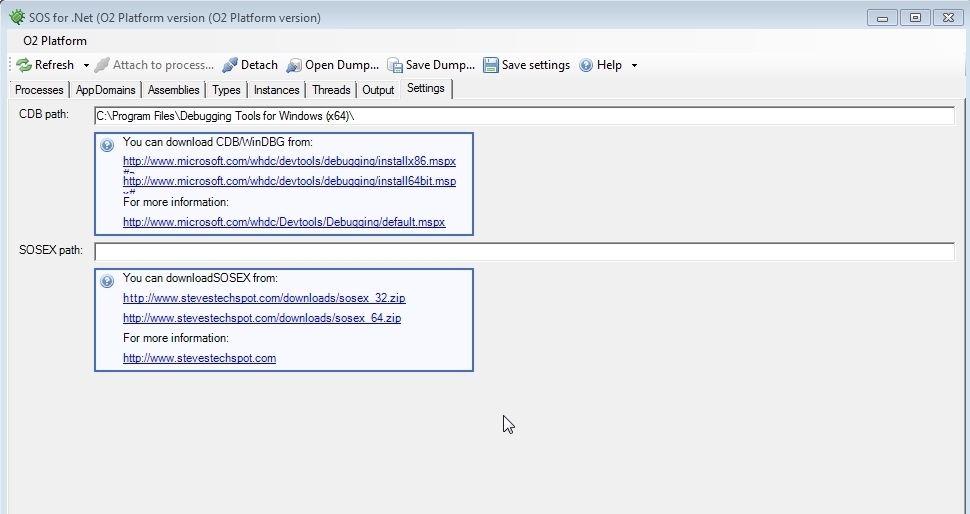 SOS for .Net (O2 Platform version (O2 Platform version)
O2 Platform
Refresh Attach to process... Detach Open Dump... Save Dump... Save settings Help
Processes AppDomains Assemblies Types Instances Threads Output Settings
CDB path: C:\Program Files\Debugging Tools for Windows (x64)\
You can download CDB/WinDBG from:
http://www.microsoft.com/whdc/devtools/debugging/installx86.mspx
http://www.microsoft.com/whdc/devtools/debugging/install64bit.msp
For more information:
http://www.microsoft.com/whdc/Devtools/Debugging/default.mspx
SOSEX path:
You can downloadSOSEX from:
http://www.stevestechspot.com/downloads/sosex_32.zip
http://www.stevestechspot.com/downloads/sosex_64.zip
For more information:
http://www.stevestechspot.com